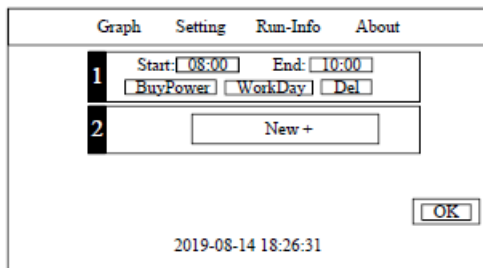 Graph Setting Run-Info About
1
Start: 08:00 End: 10:00
BuyPower WorkDay Del
2 New +
OK
2019-08-14 18:26:31